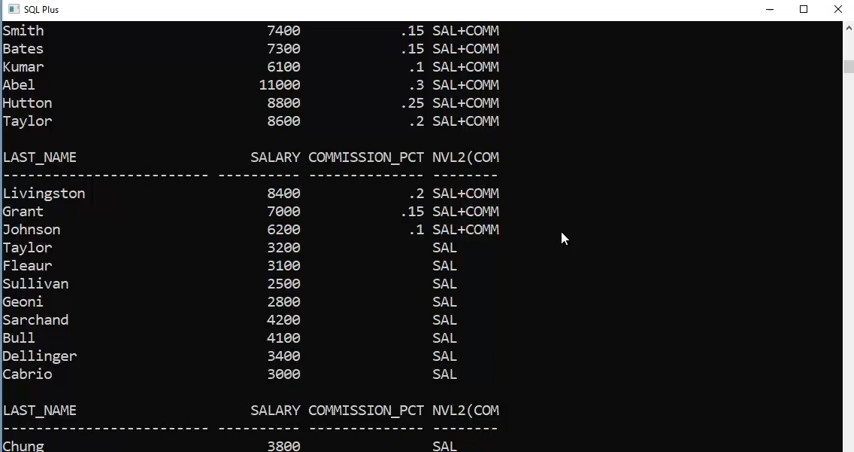 SQL Plus
Smith 7400 .15 SAL+COMM
Bates 7300 .15 SAL+COMM
Kumar 6100 .1 SAL+COMM
Abel 11000 .3 SAL+COMM
Hutton 8800 .25 SAL+COMM
Taylor 8600 .2 SAL+COMM
LAST_NAME SALARY COMMISSION_PCT NVL2(COM
------------------------- ---------- -------------- --------
Livingston 8400 .2 SAL+COMM
Grant 7000 .15 SAL+COMM
Johnson 6200 .1 SAL+COMM
Taylor 3200 SAL
Fleaur 3100 SAL
Sullivan 2500 SAL
Geoni 2800 SAL
Sarchand 4200 SAL
Bull 4100 SAL
Dellinger 3400 SAL
Cabrio 3000 SAL
LAST_NAME SALARY COMMISSION_PCT NVL2(COM
------------------------- ---------- -------------- --------
Chung 3800 SAL